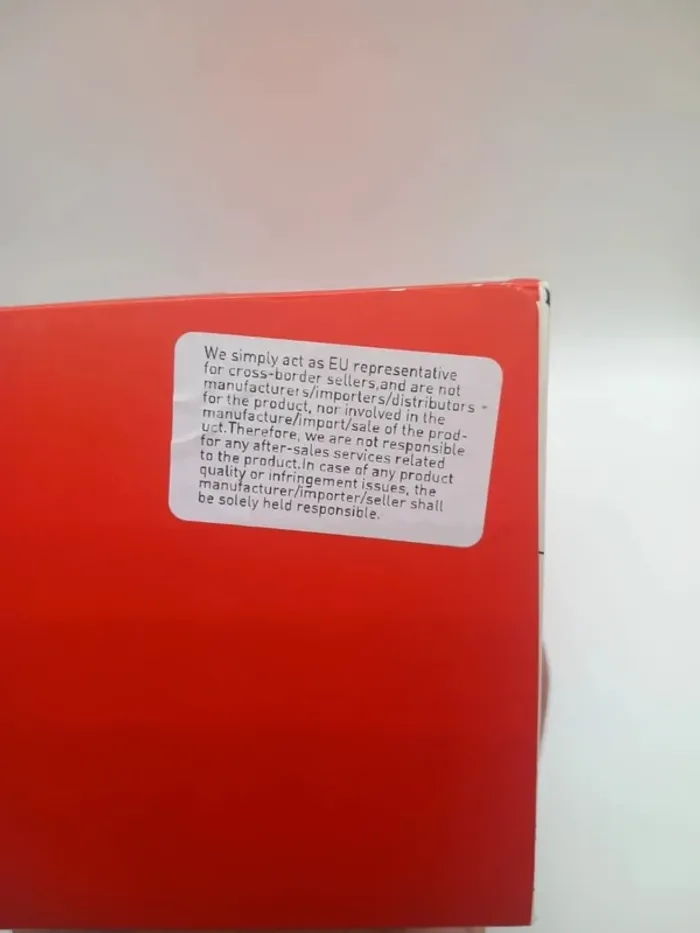 We simply act as EU representative
for cross-border sellers,and are not
manufacturers/importers/distributors -
for the product, nor involved in the
manufacture/import/sale of the prod-
uct.Therefore, we are not responsible
for any after-sales services related
to the product.In case of any product
quality or infringement issues, the
manufacturer/importer/seller shall
be solely held responsible.